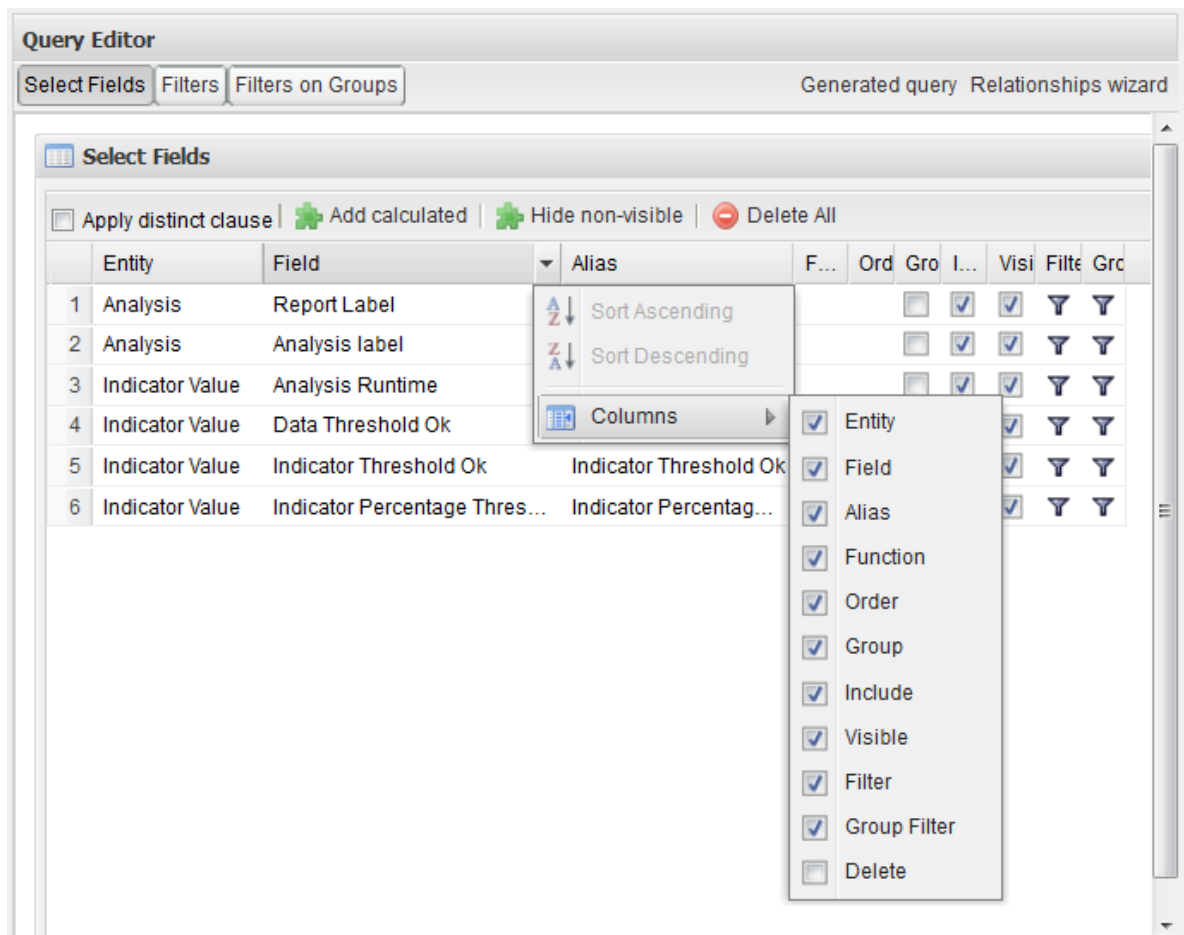 Query Editor
Select Fields Filters Filters on Groups Generated query Relationships wizard
Select Fields
Apply distinct clause Add calculated Hide non-visible Delete All
Entity Field Alias F... Ord Gro I... Visi Filte Gro
1 Analysis Report Label
Sort Ascending
2 Analysis Analysis label
Sort Descending
3 Indicator Value Analysis Runtime
4 Indicator Value Data Threshold Ok
Columns
5 Indicator Value Indicator Threshold Ok Indicator Threshold Ok
6 Indicator Value Indicator Percentage Thres... Indicator Percentag...
Entity
Field
Alias
Function
Order
Group
Include
Visible
Filter
Group Filter
Delete